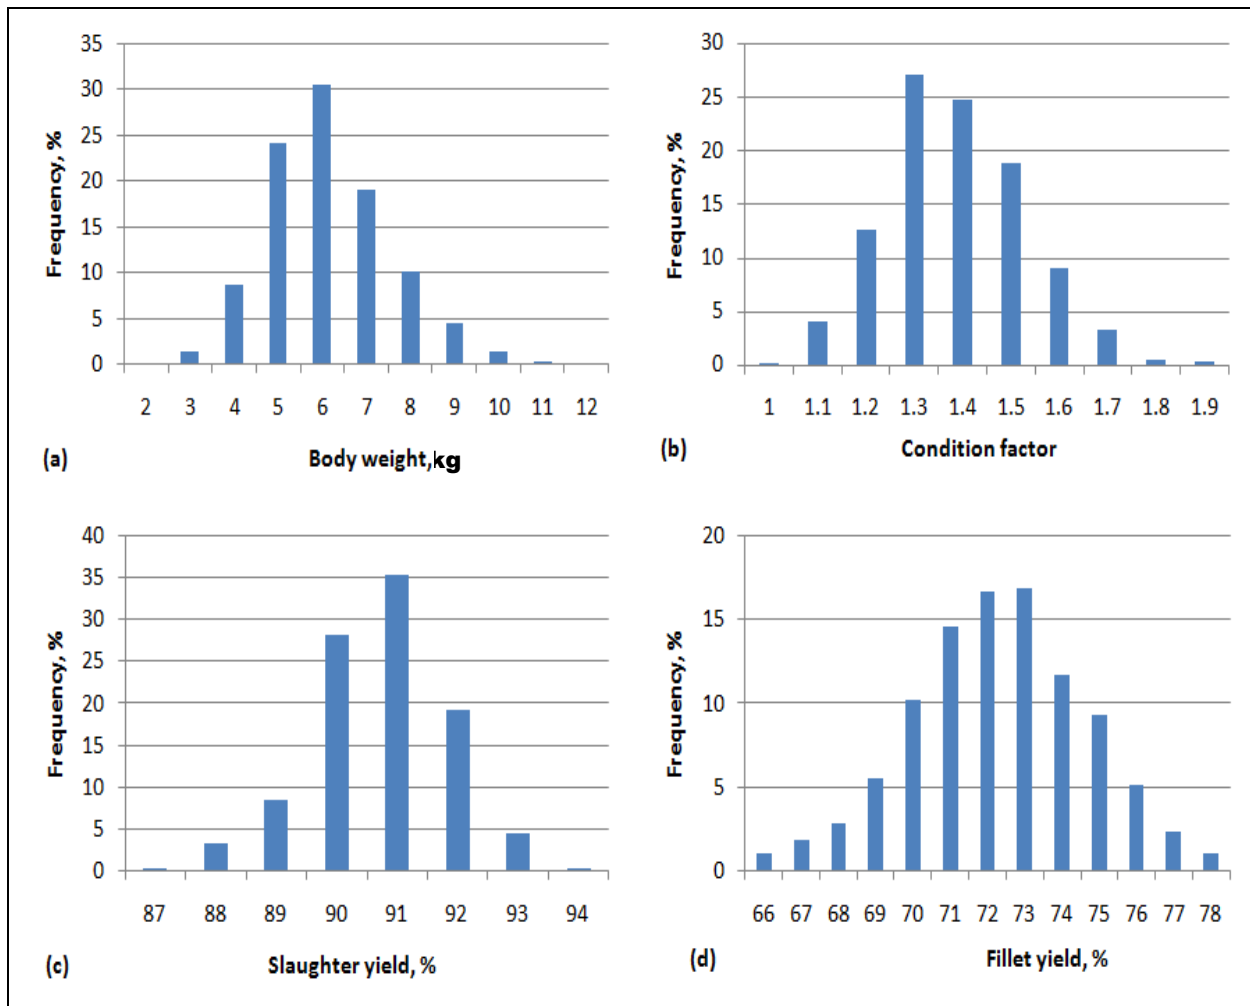 35
30
25
20
15
10
5
0
Frequency, %
2 3 4 5 6 7 8 9 10 11 12
(a) Body weight,kg
30
25
20
15
10
5
0
Frequency, %
1 1.1 1.2 1.3 1.4 1.5 1.6 1.7 1.8 1.9
(b) Condition factor
40
35
30
25
20
15
10
5
0
Frequency, %
87 88 89 90 91 92 93 94
(c) Slaughter yield, %
20
15
10
5
0
Frequency, %
66 67 68 69 70 71 72 73 74 75 76 77 78
(d) Fillet yield, %